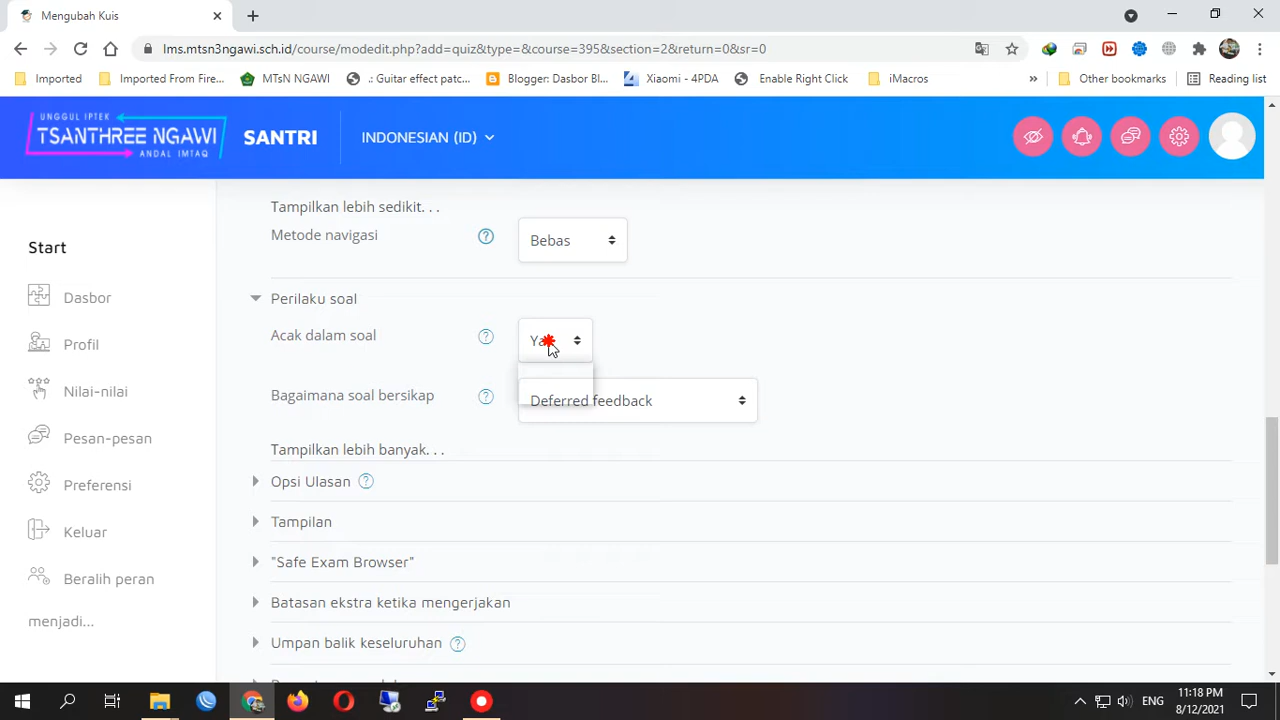 Mengubah Kuis
lms.mtsn3ngawi.sch.id/course/modedit.php?add=quiz&type=&course=395&section=2&return=0&sr=0
Imported
Imported From Fire...
MTsN NGAWI
.: Guitar effect patc...
Blogger: Dasbor Bl...
Xiaomi - 4PDA
Enable Right Click
iMacros
»
Other bookmarks
Reading list
UNGGUL IPTEK
TSANTHREE NGAWI
ANDAL IMTAQ
SANTRI
INDONESIAN (ID)
Start
Dasbor
Profil
Nilai-nilai
Pesan-pesan
Preferensi
Keluar
Beralih peran
menjadi...
Tampilkan lebih sedikit. . .
Metode navigasi
Bebas
Perilaku soal
Acak dalam soal
Bagaimana soal bersikap
Deferred feedback
Tampilkan lebih banyak. . .
Opsi Ulasan
Tampilan
"Safe Exam Browser"
Batasan ekstra ketika mengerjakan
Umpan balik keseluruhan
ENG
11:18 PM
8/12/2021